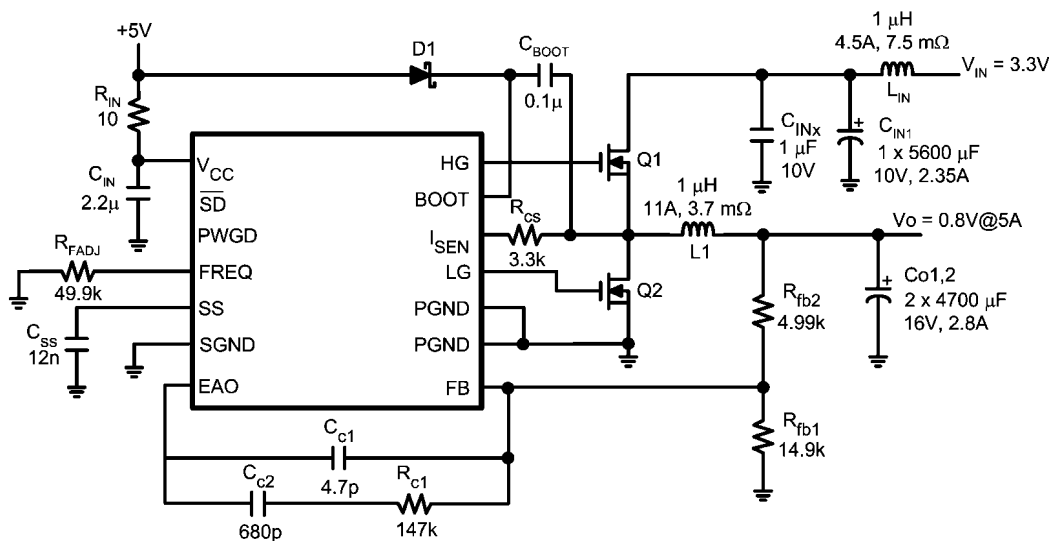 +5V
D1
C_BOOT
0.1µ
1 µH
4.5A, 7.5 mΩ
L_IN
V_IN = 3.3V
R_IN
10
C_IN
2.2µ
V_CC
SD
PWGD
FREQ
SS
SGND
EAO
HG
BOOT
I_SEN
LG
PGND
PGND
FB
R_FADJ
49.9k
C_SS
12n
R_CS
3.3k
Q1
Q2
1 µH
11A, 3.7 mΩ
L1
C_INx
1 µF
10V
C_IN1
1 x 5600 µF
10V, 2.35A
Vo = 0.8V@5A
Co1,2
2 x 4700 µF
16V, 2.8A
R_fb2
4.99k
R_fb1
14.9k
C_c1
4.7p
C_c2
680p
R_c1
147k